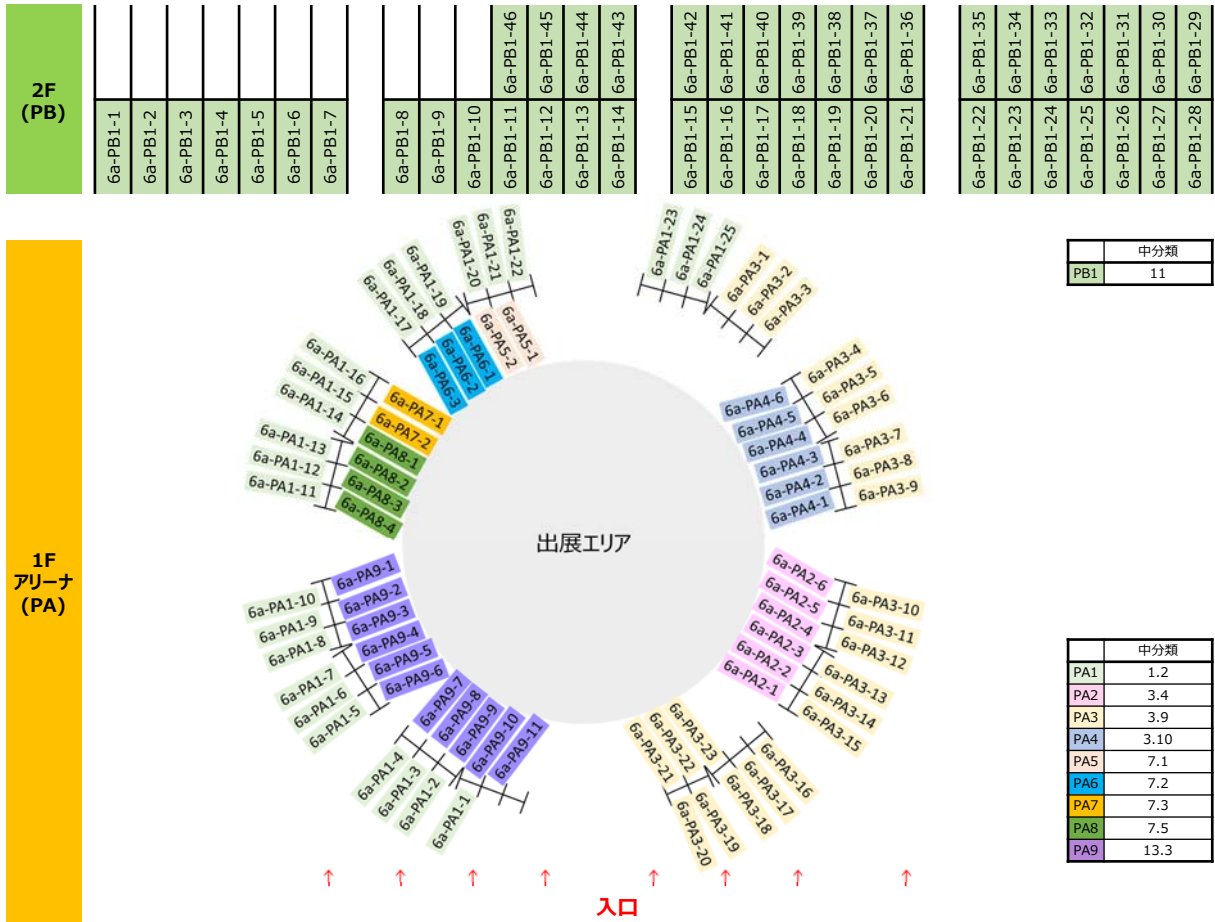 2F
(PB)
6a-PB1-46
6a-PB1-45
6a-PB1-44
6a-PB1-43
6a-PB1-42
6a-PB1-41
6a-PB1-40
6a-PB1-39
6a-PB1-38
6a-PB1-37
6a-PB1-36
6a-PB1-35
6a-PB1-34
6a-PB1-33
6a-PB1-32
6a-PB1-31
6a-PB1-30
6a-PB1-29
6a-PB1-1
6a-PB1-2
6a-PB1-3
6a-PB1-4
6a-PB1-5
6a-PB1-6
6a-PB1-7
6a-PB1-8
6a-PB1-9
6a-PB1-10
6a-PB1-11
6a-PB1-12
6a-PB1-13
6a-PB1-14
6a-PB1-15
6a-PB1-16
6a-PB1-17
6a-PB1-18
6a-PB1-19
6a-PB1-20
6a-PB1-21
6a-PB1-22
6a-PB1-23
6a-PB1-24
6a-PB1-25
6a-PB1-26
6a-PB1-27
6a-PB1-28
中分類
PB1 11
1F
アリーナ
(PA)
6a-PA1-22
6a-PA1-21
6a-PA1-20
6a-PA1-19
6a-PA1-18
6a-PA1-17
6a-PA1-16
6a-PA1-15
6a-PA1-14
6a-PA1-13
6a-PA1-12
6a-PA1-11
6a-PA1-10
6a-PA1-9
6a-PA1-8
6a-PA1-7
6a-PA1-6
6a-PA1-5
6a-PA1-4
6a-PA1-3
6a-PA1-2
6a-PA1-1
6a-PA5-1
6a-PA5-2
6a-PA6-1
6a-PA6-2
6a-PA6-3
6a-PA7-1
6a-PA7-2
6a-PA8-1
6a-PA8-2
6a-PA8-3
6a-PA8-4
6a-PA9-1
6a-PA9-2
6a-PA9-3
6a-PA9-4
6a-PA9-5
6a-PA9-6
6a-PA9-7
6a-PA9-8
6a-PA9-9
6a-PA9-10
6a-PA9-11
出展エリア
6a-PA1-23
6a-PA1-24
6a-PA1-25
6a-PA3-1
6a-PA3-2
6a-PA3-3
6a-PA3-4
6a-PA3-5
6a-PA3-6
6a-PA3-7
6a-PA3-8
6a-PA3-9
6a-PA4-6
6a-PA4-5
6a-PA4-4
6a-PA4-3
6a-PA4-2
6a-PA4-1
6a-PA2-6
6a-PA2-5
6a-PA2-4
6a-PA2-3
6a-PA2-2
6a-PA2-1
6a-PA3-10
6a-PA3-11
6a-PA3-12
6a-PA3-13
6a-PA3-14
6a-PA3-15
6a-PA3-16
6a-PA3-17
6a-PA3-18
6a-PA3-19
6a-PA3-20
6a-PA3-21
6a-PA3-22
6a-PA3-23
中分類
PA1 1.2
PA2 3.4
PA3 3.9
PA4 3.10
PA5 7.1
PA6 7.2
PA7 7.3
PA8 7.5
PA9 13.3
入口